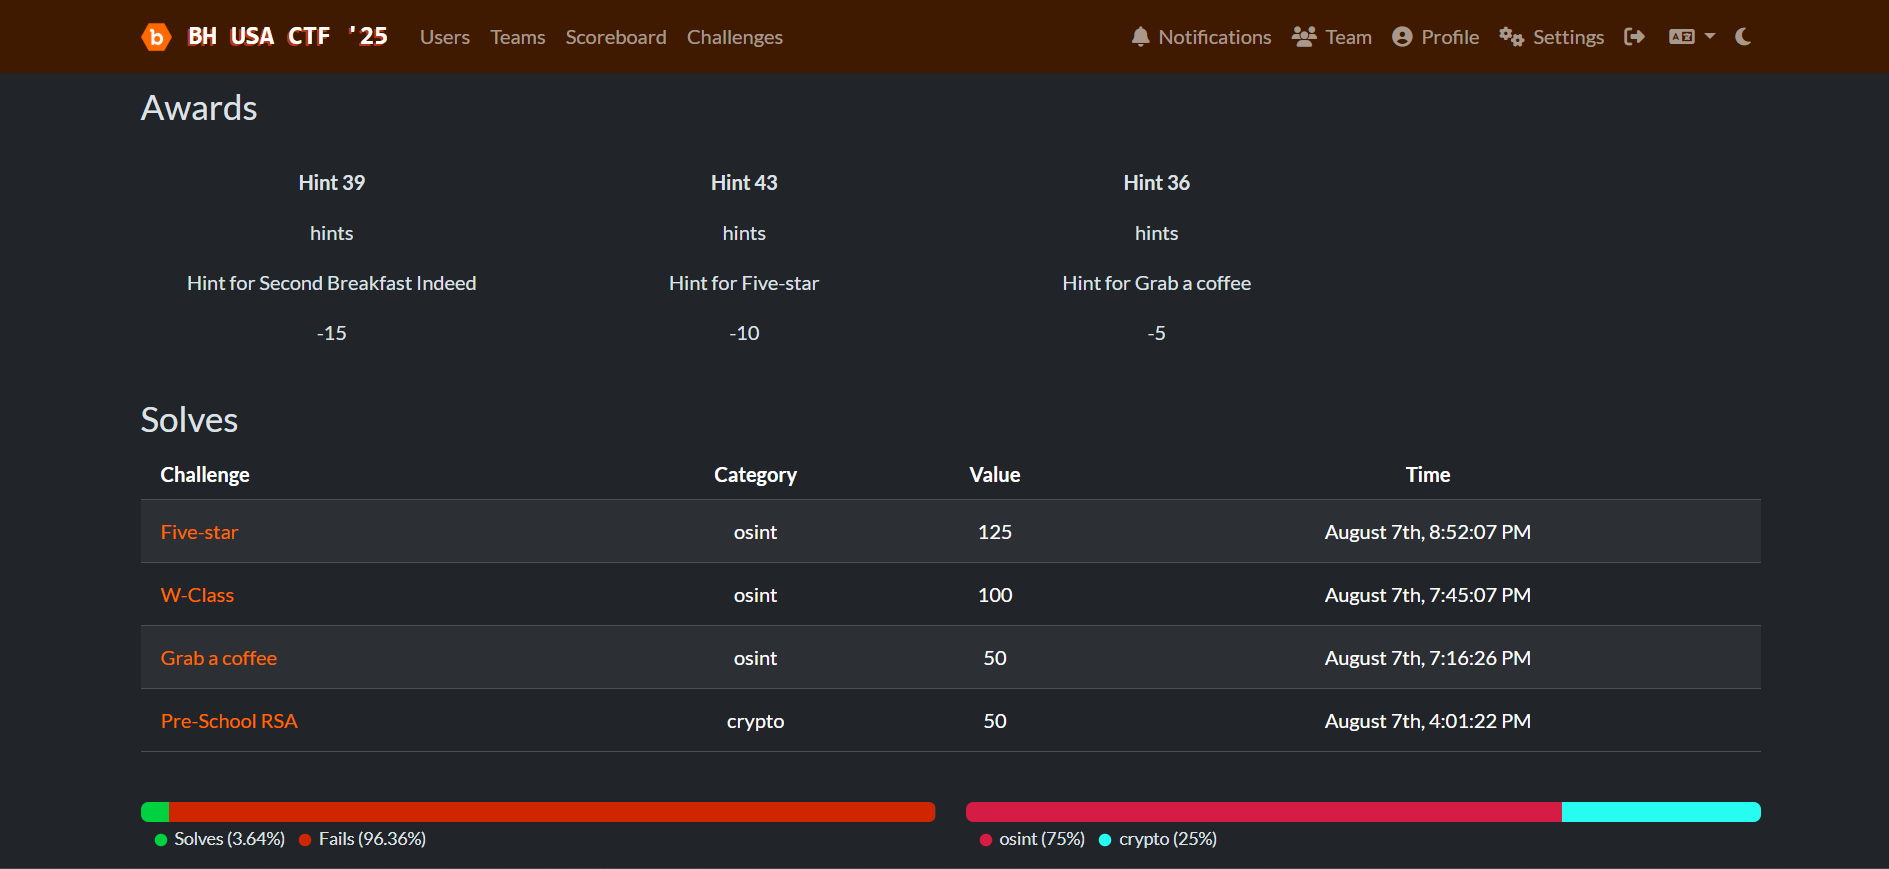 BH USA CTF '25 Users Teams Scoreboard Challenges Notifications Team Profile Settings
Awards
Hint 39 Hint 43 Hint 36
hints hints hints
Hint for Second Breakfast Indeed Hint for Five-star Hint for Grab a coffee
-15 -10 -5
Solves
Challenge Category Value Time
Five-star osint 125 August 7th, 8:52:07 PM
W-Class osint 100 August 7th, 7:45:07 PM
Grab a coffee osint 50 August 7th, 7:16:26 PM
Pre-School RSA crypto 50 August 7th, 4:01:22 PM
Solves (3.64%) Fails (96.36%) osint (75%) crypto (25%)